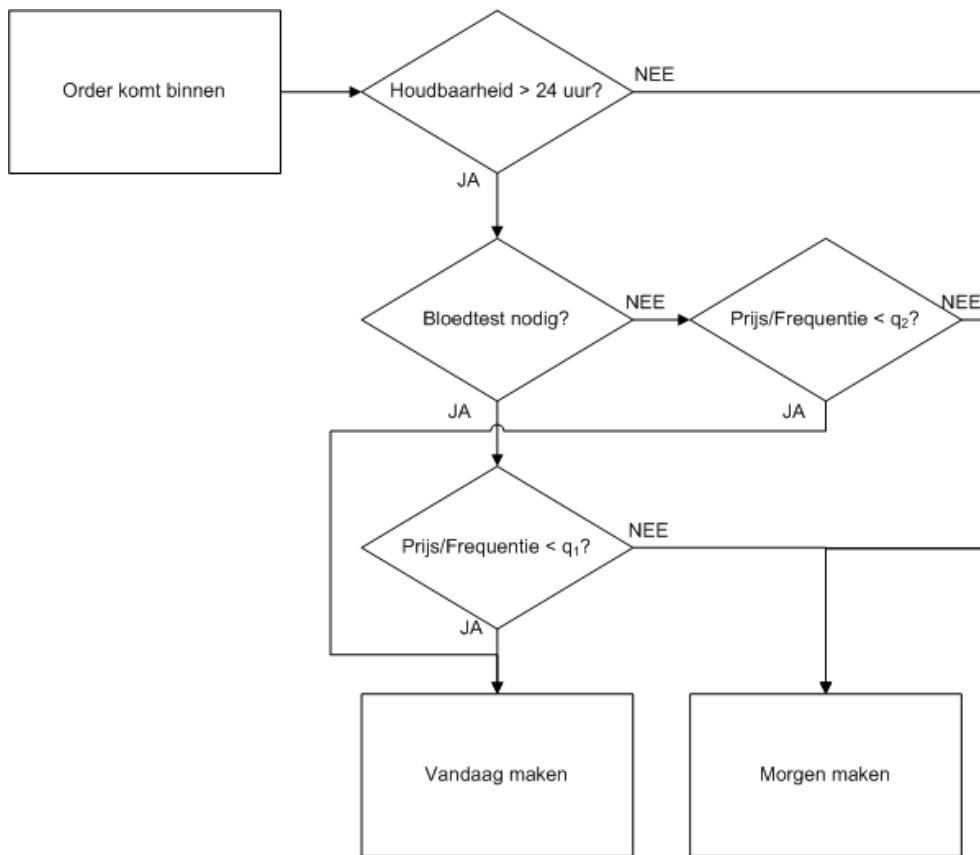 Order komt binnen
Houdbaarheid > 24 uur?
NEE
JA
Bloedtest nodig?
NEE
Prijs/Frequentie < q₂?
NEE
JA
JA
Prijs/Frequentie < q₁?
NEE
JA
Vandaag maken
Morgen maken